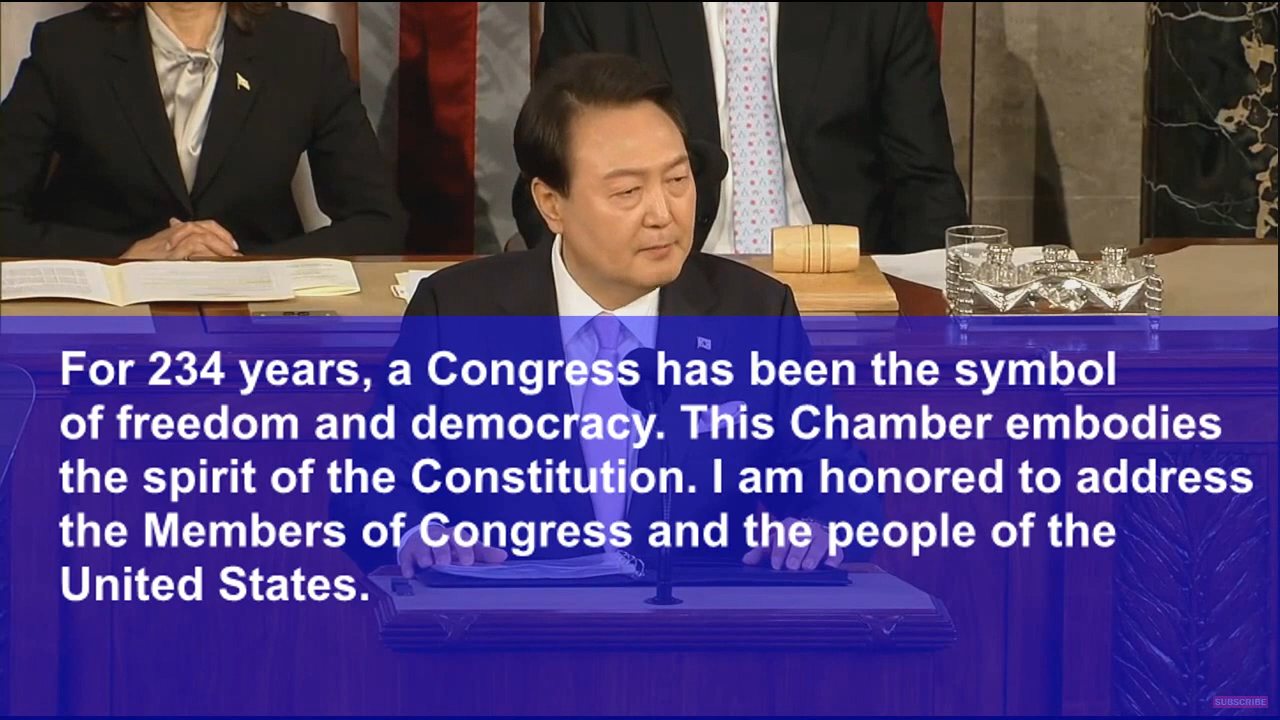 For 234 years, a Congress has been the symbol
of freedom and democracy. This Chamber embodies
the spirit of the Constitution. I am honored to address
the Members of Congress and the people of the
United States.
SUBSCRIBE